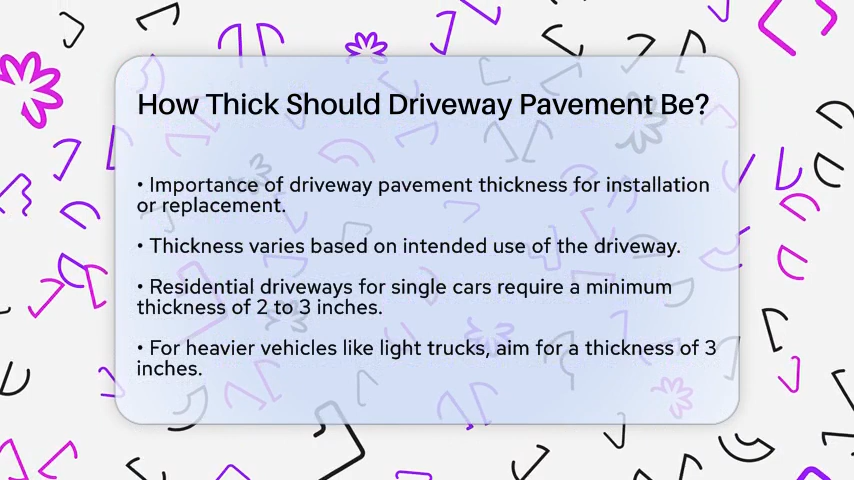 How Thick Should Driveway Pavement Be?
• Importance of driveway pavement thickness for installation
or replacement.
• Thickness varies based on intended use of the driveway.
• Residential driveways for single cars require a minimum
thickness of 2 to 3 inches.
• For heavier vehicles like light trucks, aim for a thickness of 3
inches.